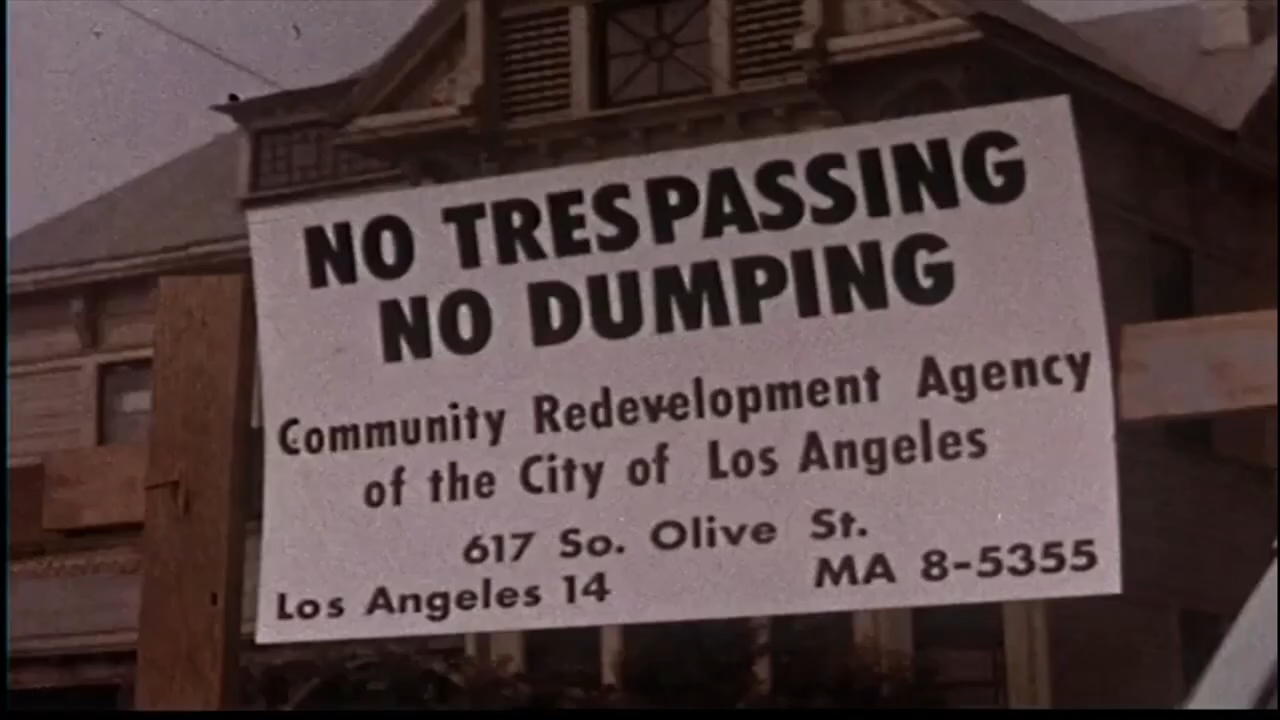 NO TRESPASSING
NO DUMPING
Community Redevelopment Agency
of the City of Los Angeles
617 So. Olive St.
Los Angeles 14 MA 8-5355